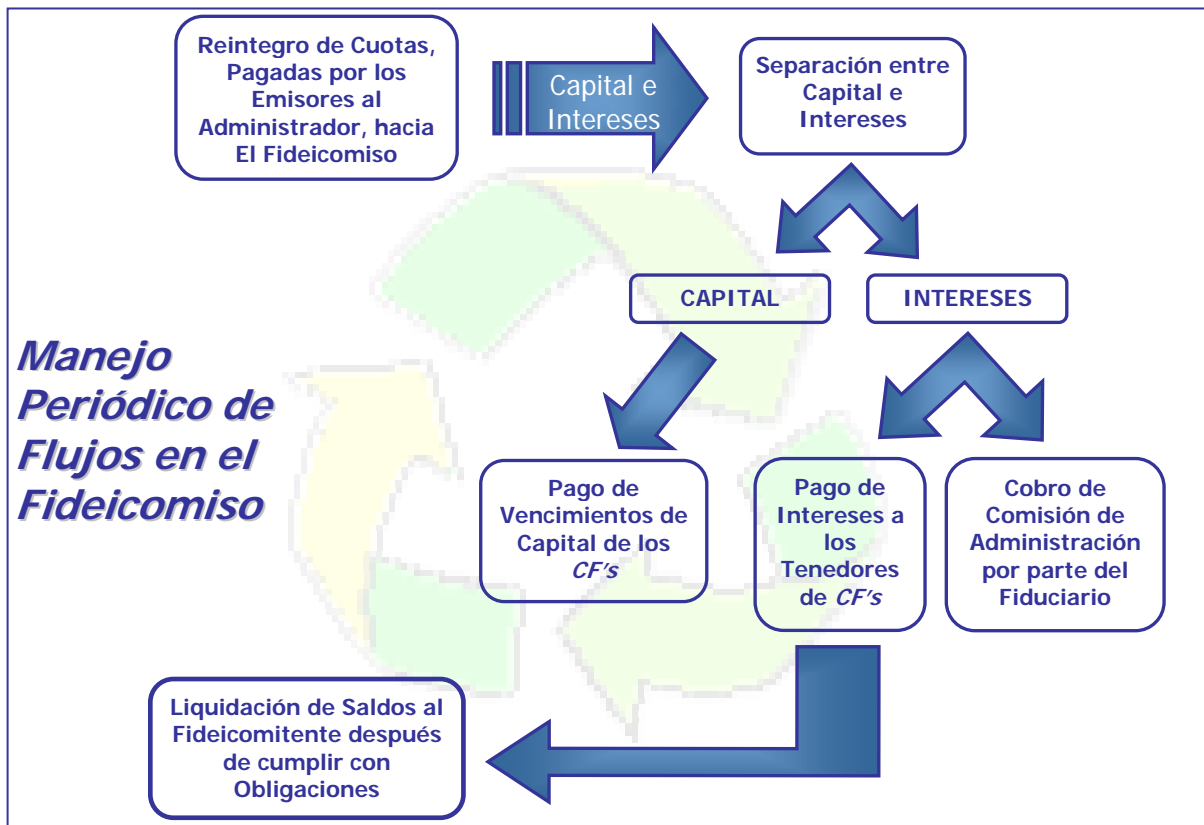 Reintegro de Cuotas,
Pagadas por los
Emisores al
Administrador, hacia
El Fideicomiso
Capital e
Intereses
Separación entre
Capital e
Intereses
CAPITAL
INTERESES
Manejo
Periódico de
Flujos en el
Fideicomiso
Pago de
Vencimientos de
Capital de los
CF's
Pago de
Intereses a
los
Tenedores
de CF's
Cobro de
Comisión de
Administración
por parte del
Fiduciario
Liquidación de Saldos al
Fideicomitente después
de cumplir con
Obligaciones